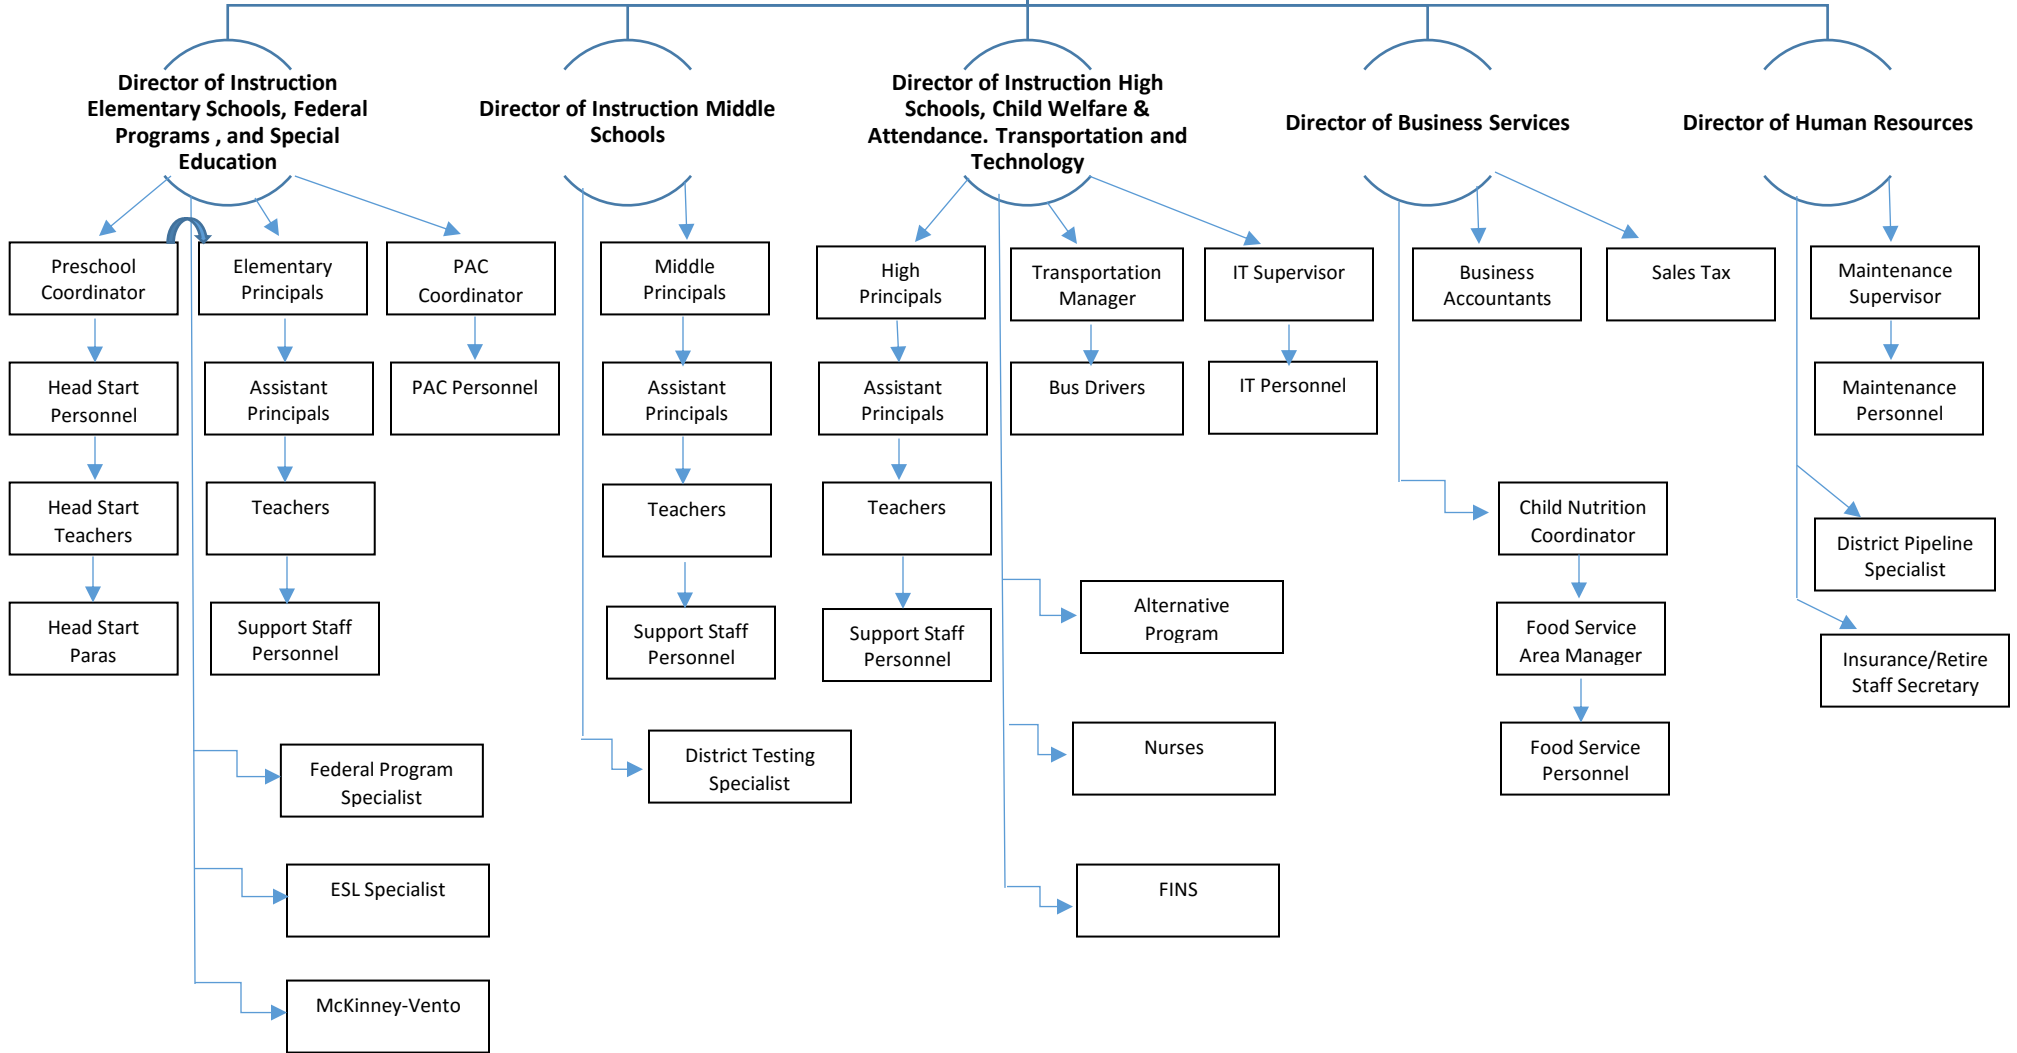 Director of Instruction
Elementary Schools, Federal
Programs , and Special
Education
Director of Instruction Middle
Schools
Director of Instruction High
Schools, Child Welfare &
Attendance. Transportation and
Technology
Director of Business Services
Director of Human Resources
Preschool
Coordinator
Elementary
Principals
PAC
Coordinator
Middle
Principals
High
Principals
Transportation
Manager
IT Supervisor
Business
Accountants
Sales Tax
Maintenance
Supervisor
Head Start
Personnel
Assistant
Principals
PAC Personnel
Assistant
Principals
Assistant
Principals
Bus Drivers
IT Personnel
Maintenance
Personnel
Head Start
Teachers
Teachers
Teachers
Teachers
Child Nutrition
Coordinator
District Pipeline
Specialist
Head Start
Paras
Support Staff
Personnel
Support Staff
Personnel
Support Staff
Personnel
Alternative
Program
Food Service
Area Manager
Insurance/Retire
Staff Secretary
Federal Program
Specialist
District Testing
Specialist
Nurses
Food Service
Personnel
ESL Specialist
FINS
McKinney-Vento